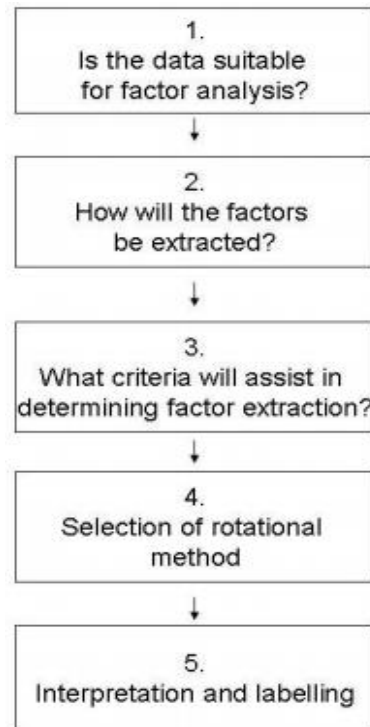 1.
Is the data suitable
for factor analysis?
2.
How will the factors
be extracted?
3.
What criteria will assist in
determining factor extraction?
4.
Selection of rotational
method
5.
Interpretation and labelling